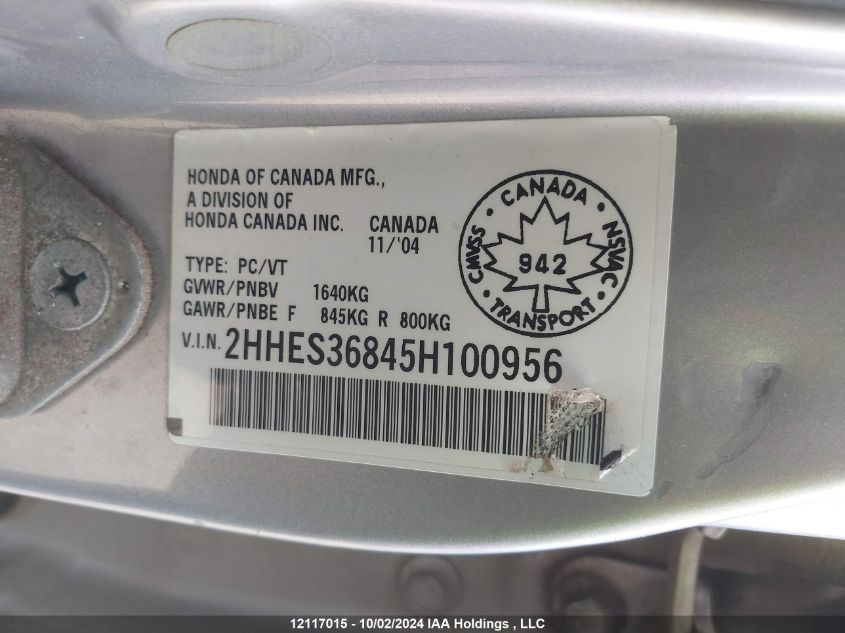 HONDA OF CANADA MFG.,
A DIVISION OF
HONDA CANADA INC. CANADA
11/'04
TYPE: PC/VT
GVWR/PNBV 1640KG
GAWR/PNBE F 845KG R 800KG
V.I.N. 2HHES36845H100956
CANADA
CMVSS
942
NSVAC
TRANSPORT
12117015 - 10/02/2024 IAA Holdings , LLC